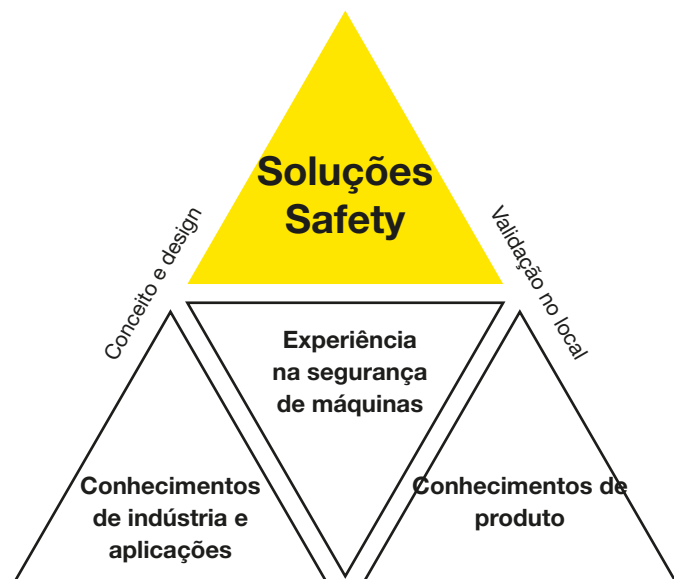 Soluções
Safety
Conceito e design
Validação no local
Experiência
na segurança
de máquinas
Conhecimentos
de indústria e
aplicações
Conhecimentos de
produto